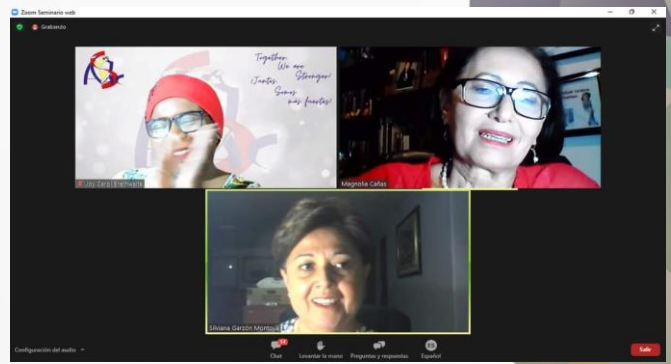 Zoom Seminario web
Grabando
Together
We are
Stronger!
¡Juntas
Somos
más fuertes!
Magnolia Cañas
Silviana Garzón Montoya
Configuración del audio
Chat
Levantar la mano
Preguntas y respuestas
ES
Español
Salir